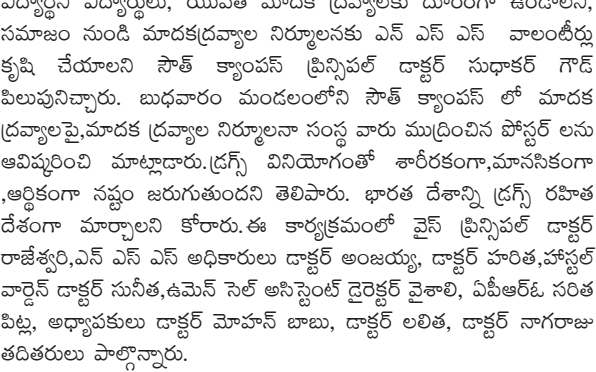 విద్యార్థిని విద్యార్థులు, యువత మాదక ద్రవ్యాలకు దూరంగా ఉండాలని,
సమాజం నుండి మాదకద్రవ్యాల నిర్మూలనకు ఎన్ ఎస్ ఎస్ వాలంటీర్లు
కృషి చేయాలని సౌత్ క్యాంపస్ ప్రిన్సిపల్ డాక్టర్ సుధాకర్ గౌడ్
పిలుపునిచ్చారు. బుధవారం మండలంలోని సౌత్ క్యాంపస్ లో మాదక
ద్రవ్యాలపై,మాదక ద్రవ్యాల నిర్మూలనా సంస్థ వారు ముద్రించిన పోస్టర్ లను
ఆవిష్కరించి మాట్లాడారు.డ్రగ్స్ వినియోగంతో శారీరకంగా,మానసికంగా
,ఆర్థికంగా నష్టం జరుగుతుందని తెలిపారు. భారత దేశాన్ని డ్రగ్స్ రహిత
దేశంగా మార్చాలని కోరారు.ఈ కార్యక్రమంలో వైస్ ప్రిన్సిపల్ డాక్టర్
రాజేశ్వరి,ఎన్ ఎస్ ఎస్ అధికారులు డాక్టర్ అంజయ్య, డాక్టర్ హరిత,హాస్టల్
వార్డెన్ డాక్టర్ సునీత,ఉమెన్ సెల్ అసిస్టెంట్ డైరెక్టర్ వైశాలి, ఏపీఆర్ఓ సరిత
పిట్ల, అధ్యాపకులు డాక్టర్ మోహన్ బాబు, డాక్టర్ లలిత, డాక్టర్ నాగరాజు
తదితరులు పాల్గొన్నారు.